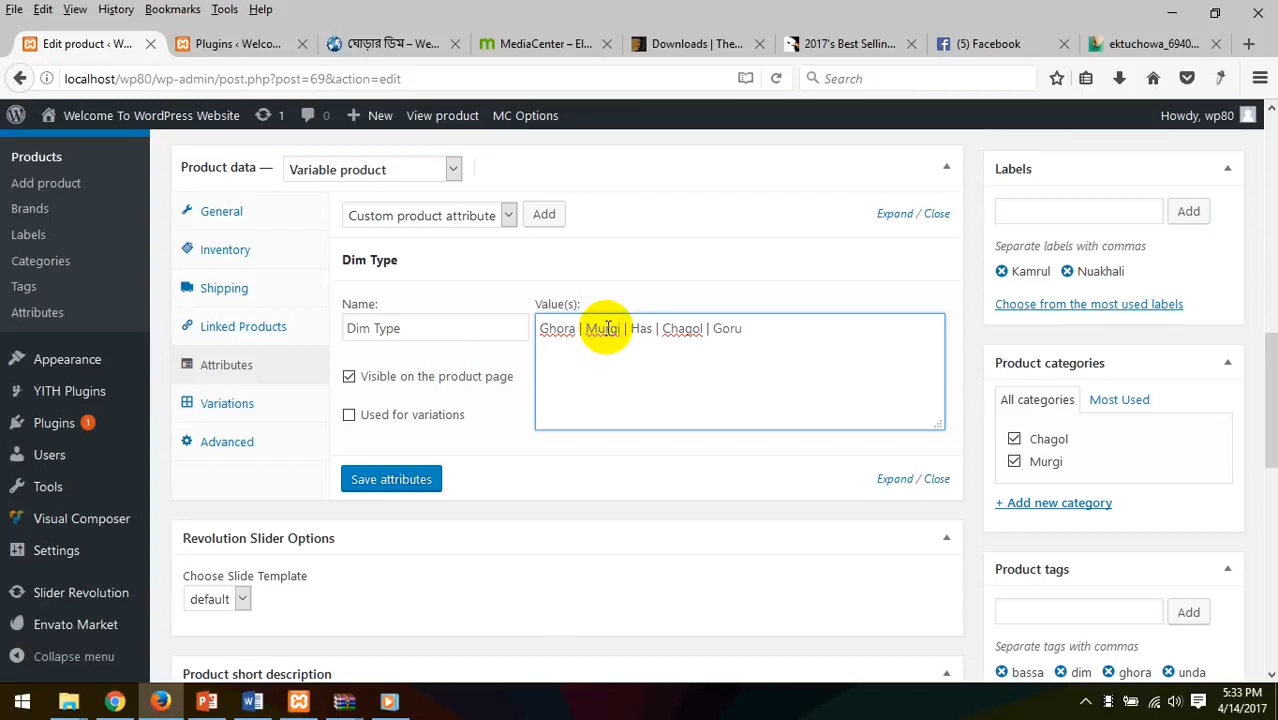 File Edit View History Bookmarks Tools Help
Edit product ‹ W...
Plugins ‹ Welco...
ঘোড়ার ডিম – We...
MediaCenter – El...
Downloads | The...
2017's Best Sellin...
(5) Facebook
ektuchowa_6940...
localhost/wp80/wp-admin/post.php?post=69&action=edit
Search
Welcome To WordPress Website 1 0 New View product MC Options Howdy, wp80
Products
Add product
Brands
Labels
Categories
Tags
Attributes
Appearance
YITH Plugins
Plugins 1
Users
Tools
Visual Composer
Settings
Slider Revolution
Envato Market
Collapse menu
Product data — Variable product
General
Inventory
Shipping
Linked Products
Attributes
Variations
Advanced
Custom product attribute Add Expand / Close
Dim Type
Name: Value(s):
Dim Type Ghora | Murgi | Has | Chagol | Goru
Visible on the product page
Used for variations
Save attributes Expand / Close
Revolution Slider Options
Choose Slide Template
default
Product short description
Labels
Add
Separate labels with commas
Kamrul Nuakhali
Choose from the most used labels
Product categories
All categories Most Used
Chagol
Murgi
+ Add new category
Product tags
Add
Separate tags with commas
bassa dim ghora unda
5:33 PM
4/14/2017